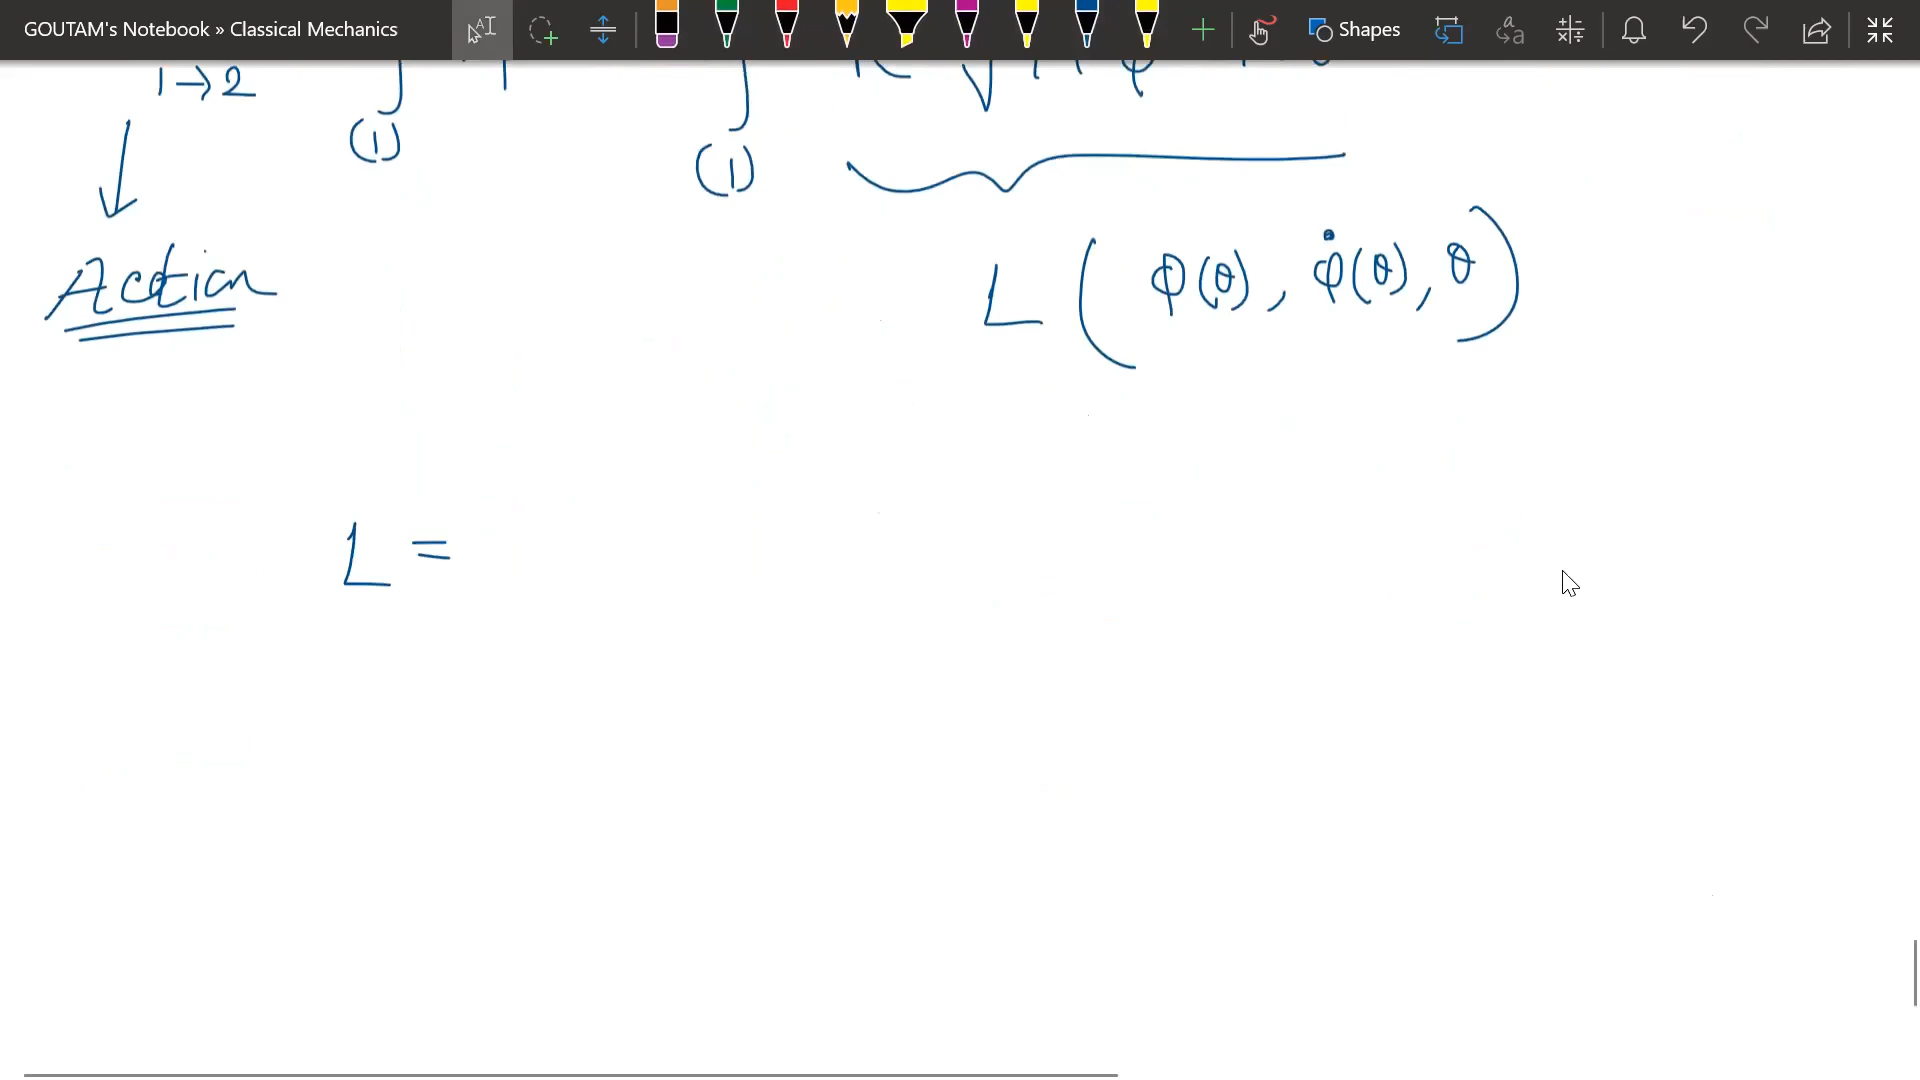 GOUTAM's Notebook » Classical Mechanics
Shapes
1 → 2
(1)
(1)
Action
L ( φ(θ), φ̇(θ), θ )
L =